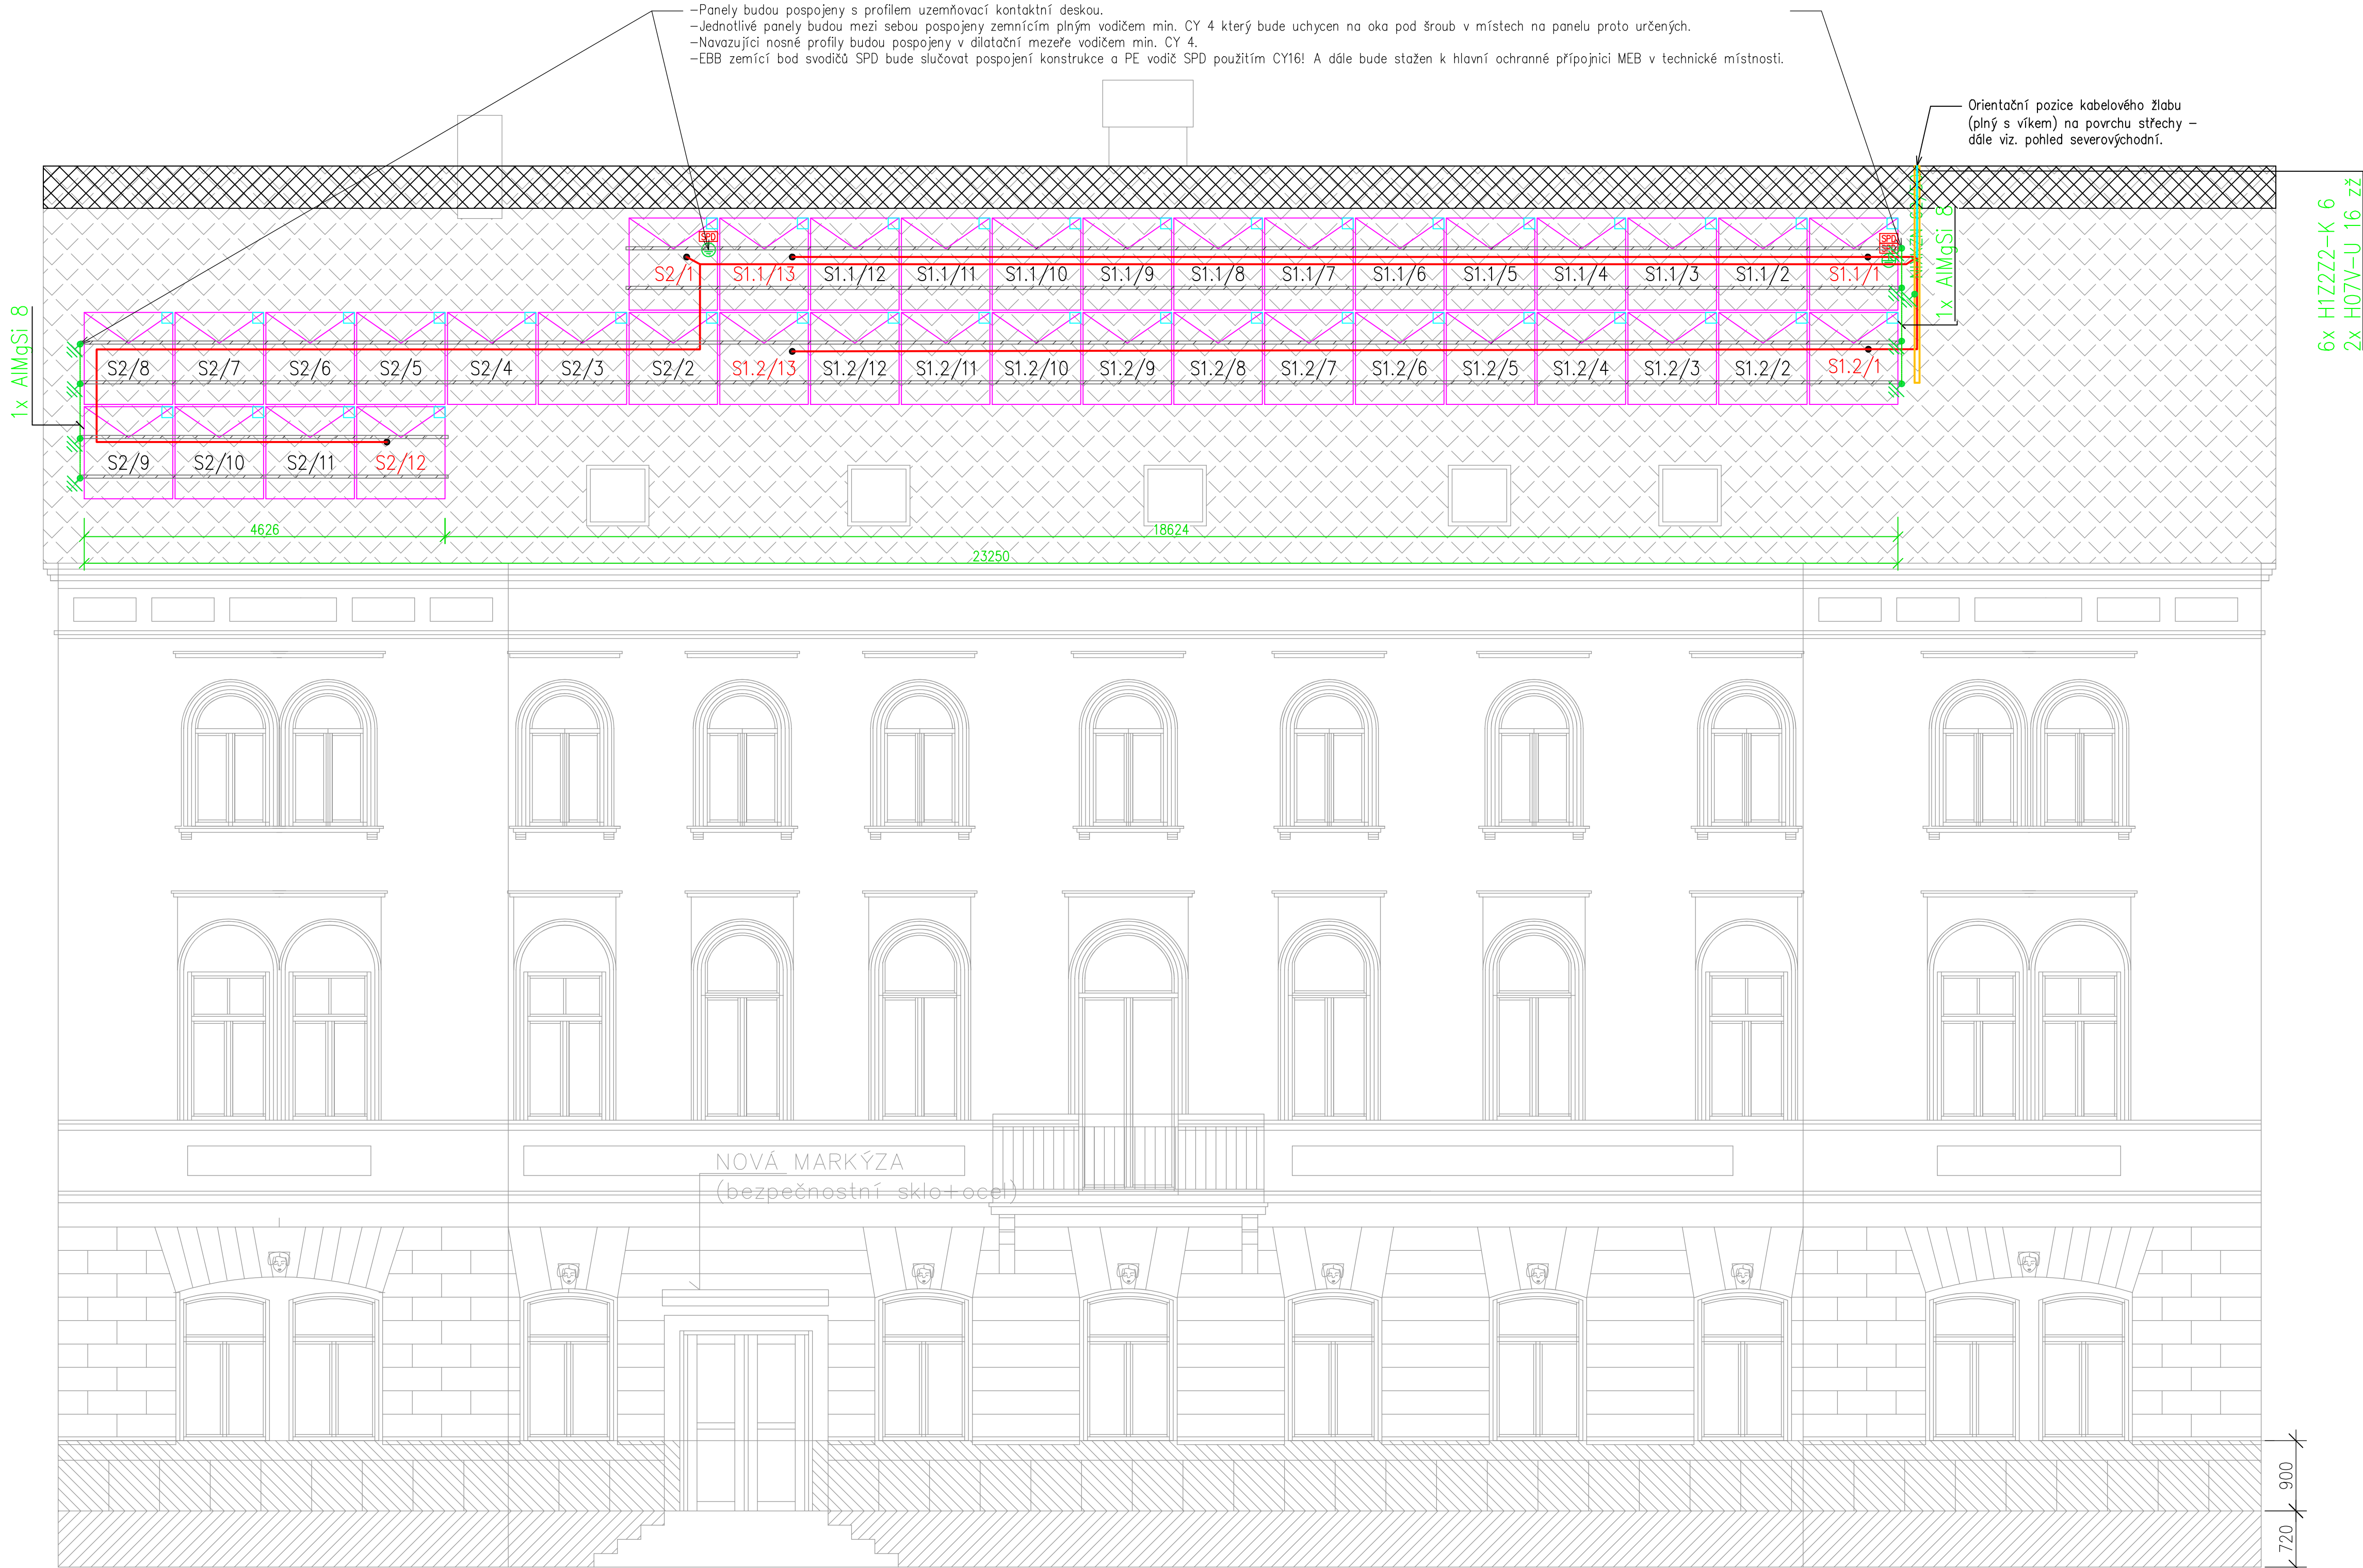 -Panely budou pospojeny s profilem uzemňovací kontaktní deskou.
-Jednotlivé panely budou mezi sebou pospojeny zemnícím plným vodičem min. CY 4 který bude uchycen na oka pod šroub v místech na panelu proto určených.
-Navazujíci nosné profily budou pospojeny v dilatační mezeře vodičem min. CY 4.
-EBB zemící bod svodičů SPD bude slučovat pospojení konstrukce a PE vodič SPD použitím CY16! A dále bude stažen k hlavní ochranné přípojnici MEB v technické místnosti.
Orientační pozice kabelového žlabu
(plný s víkem) na povrchu střechy -
dále viz. pohled severovýchodní.
6x H1Z2Z2-K 6
2x H07V-U 16 zž
1x AlMgSi 8
1x AlMgSi 8
SPD
SPD
SPD
S2/1 S1.1/13 S1.1/12 S1.1/11 S1.1/10 S1.1/9 S1.1/8 S1.1/7 S1.1/6 S1.1/5 S1.1/4 S1.1/3 S1.1/2 S1.1/1
S2/8 S2/7 S2/6 S2/5 S2/4 S2/3 S2/2 S1.2/13 S1.2/12 S1.2/11 S1.2/10 S1.2/9 S1.2/8 S1.2/7 S1.2/6 S1.2/5 S1.2/4 S1.2/3 S1.2/2 S1.2/1
S2/9 S2/10 S2/11 S2/12
4626 18624
23250
NOVÁ MARKÝZA
(bezpečnostní sklo+ocel)
900
720